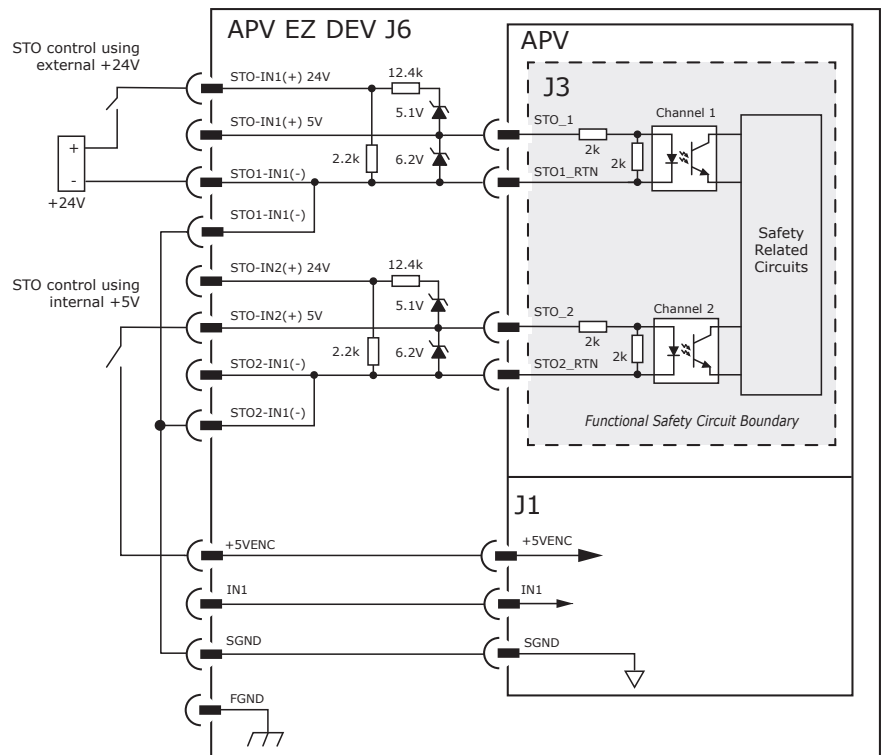 APV EZ DEV J6
APV
STO control using
external +24V
STO-IN1(+) 24V
12.4k
J3
Channel 1
5.1V
STO-IN1(+) 5V
STO_1
2k
+
2.2k
6.2V
2k
-
STO1-IN1(-)
STO1_RTN
+24V
STO1-IN1(-)
Safety
Related
Circuits
12.4k
STO-IN2(+) 24V
STO control using
internal +5V
5.1V
Channel 2
STO-IN2(+) 5V
STO_2
2k
2.2k
6.2V
2k
STO2-IN1(-)
STO2_RTN
STO2-IN1(-)
Functional Safety Circuit Boundary
J1
+5VENC
+5VENC
IN1
IN1
SGND
SGND
FGND